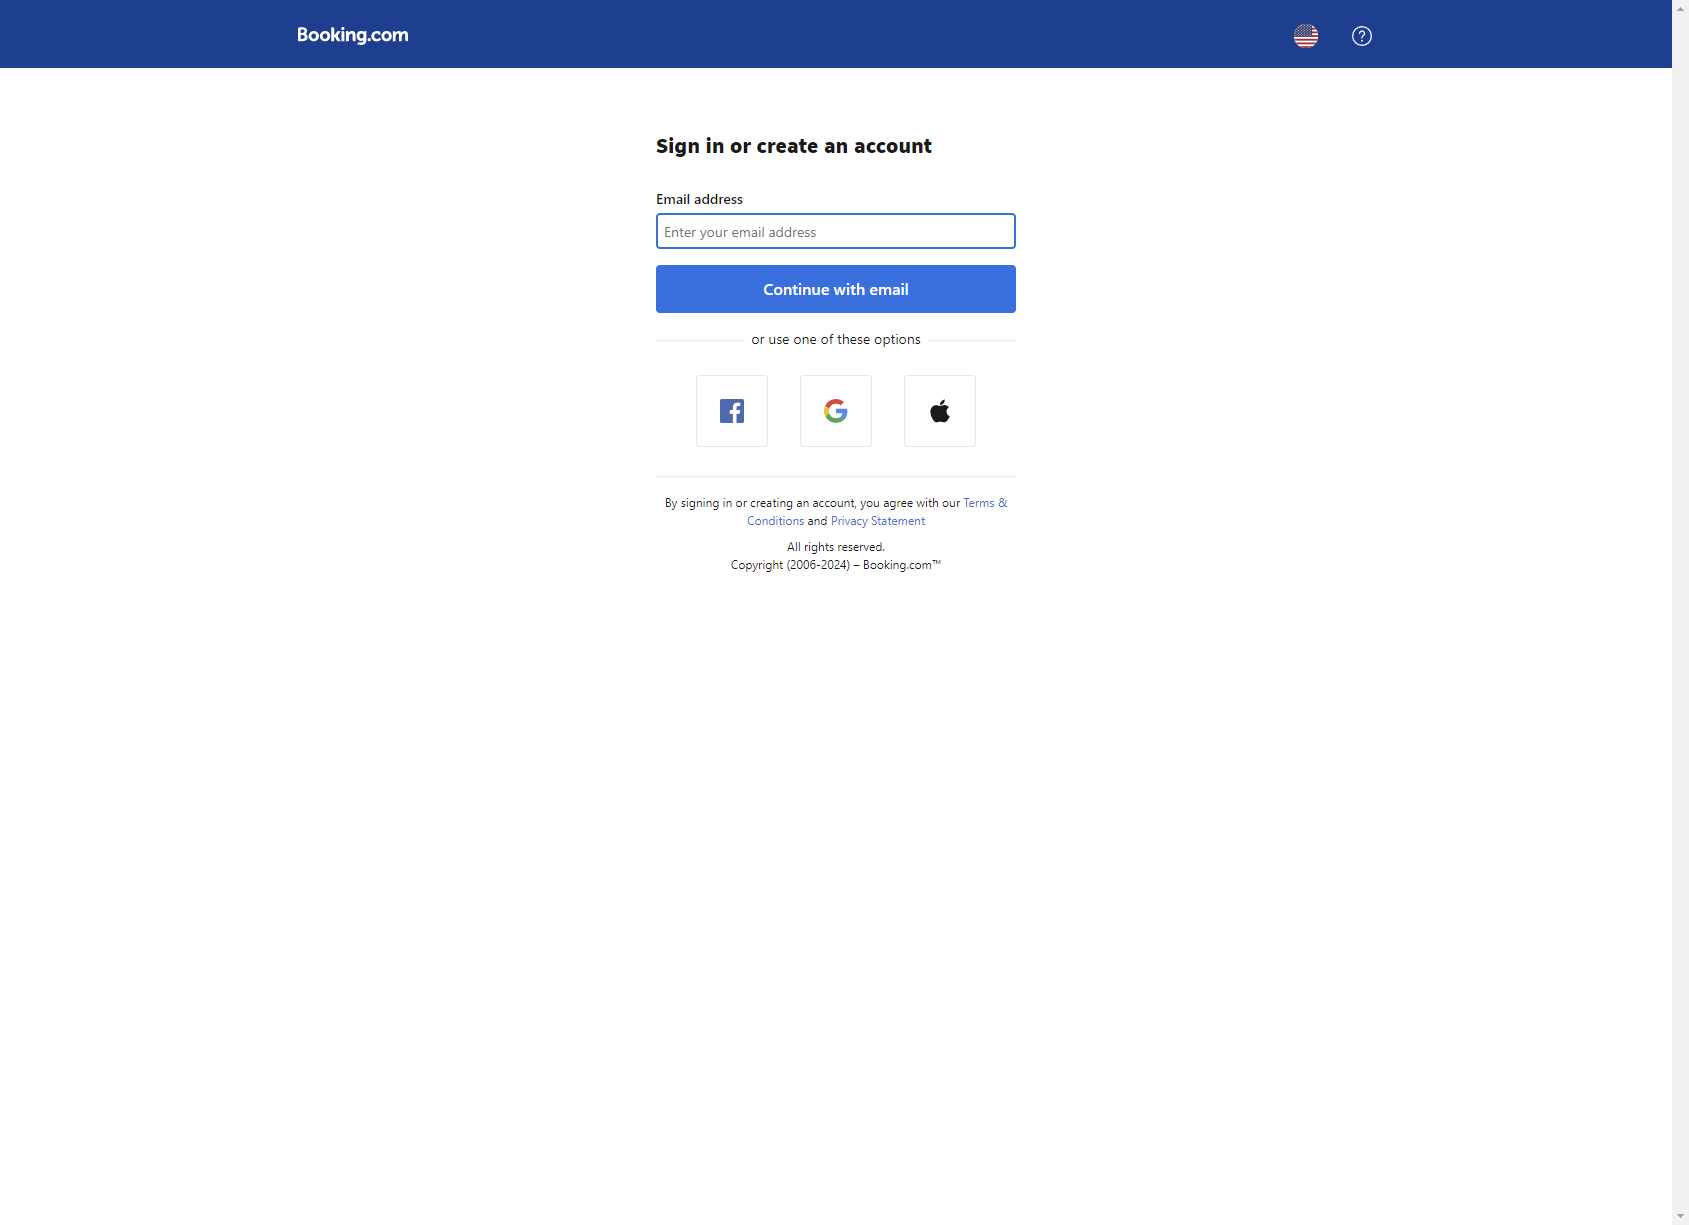 Booking.com
?
Sign in or create an account
Email address
Enter your email address
Continue with email
or use one of these options
By signing in or creating an account, you agree with our Terms &
Conditions and Privacy Statement
All rights reserved.
Copyright (2006-2024) – Booking.com™